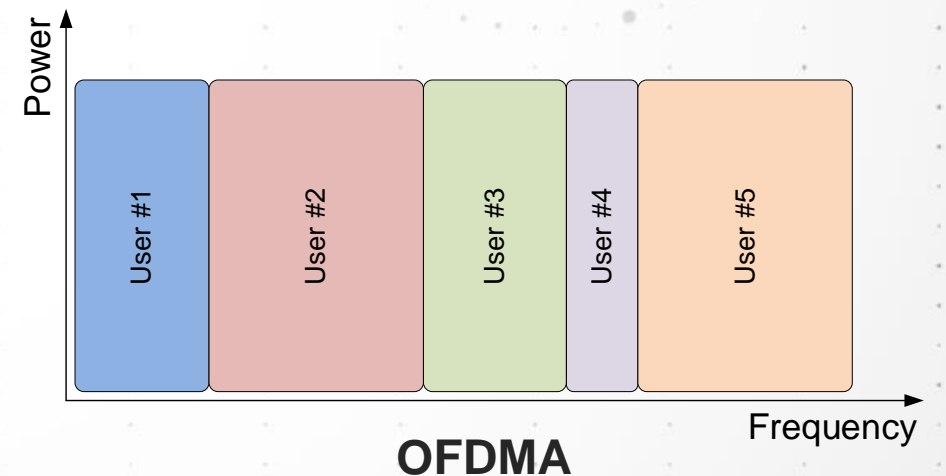 Power
User #1
User #2
User #3
User #4
User #5
Frequency
OFDMA